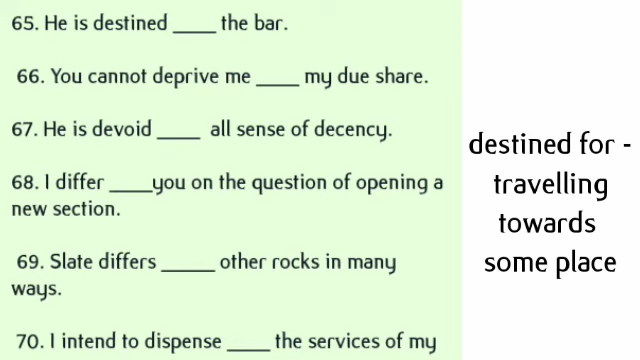 65. He is destined ____ the bar.
66. You cannot deprive me ____ my due share.
67. He is devoid ____ all sense of decency.
68. I differ ____you on the question of opening a
new section.
69. Slate differs _____ other rocks in many
ways.
70. I intend to dispense ____ the services of my
destined for -
travelling
towards
some place